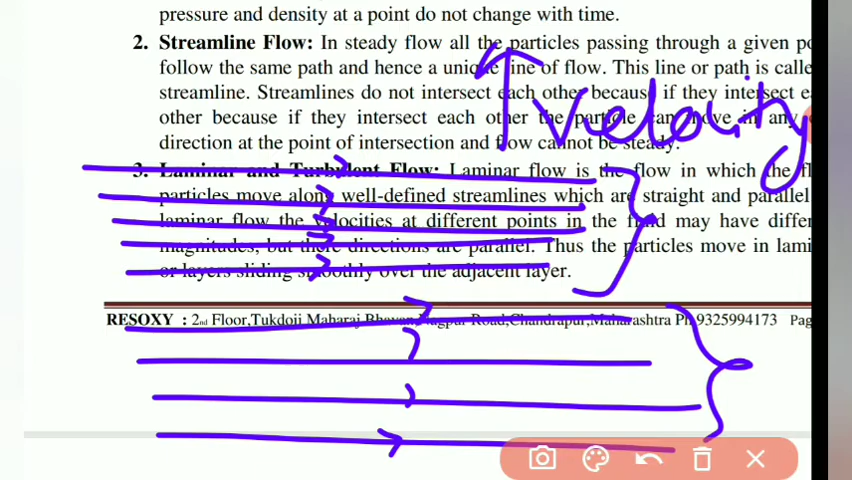 pressure and density at a point do not change with time.
2. Streamline Flow: In steady flow all the particles passing through a given po
follow the same path and hence a unique line of flow. This line or path is calle
streamline. Streamlines do not intersect each other because if they intersect e
other because if they intersect each other the particle can move in any
direction at the point of intersection and flow cannot be steady.
velocity
3. Laminar and Turbulent Flow: Laminar flow is the flow in which the fl
particles move along well-defined streamlines which are straight and parallel
laminar flow the velocities at different points in the fluid may have differ
magnitudes, but there directions are parallel. Thus the particles move in lami
or layers sliding smoothly over the adjacent layer.
RESOXY : 2nd Floor,Tukdoji Maharaj Bhavan,Nagpur Road,Chandrapur,Maharashtra Ph 9325994173 Pag